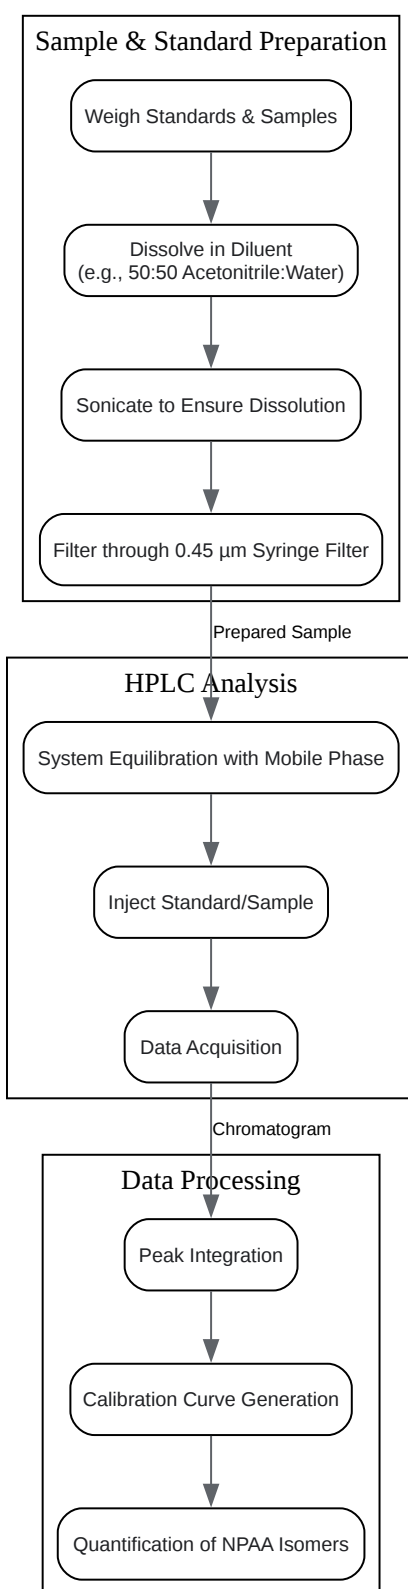 Sample & Standard Preparation
Weigh Standards & Samples
Dissolve in Diluent
(e.g., 50:50 Acetonitrile:Water)
Sonicate to Ensure Dissolution
Filter through 0.45 µm Syringe Filter
Prepared Sample
HPLC Analysis
System Equilibration with Mobile Phase
Inject Standard/Sample
Data Acquisition
Chromatogram
Data Processing
Peak Integration
Calibration Curve Generation
Quantification of NPAA Isomers